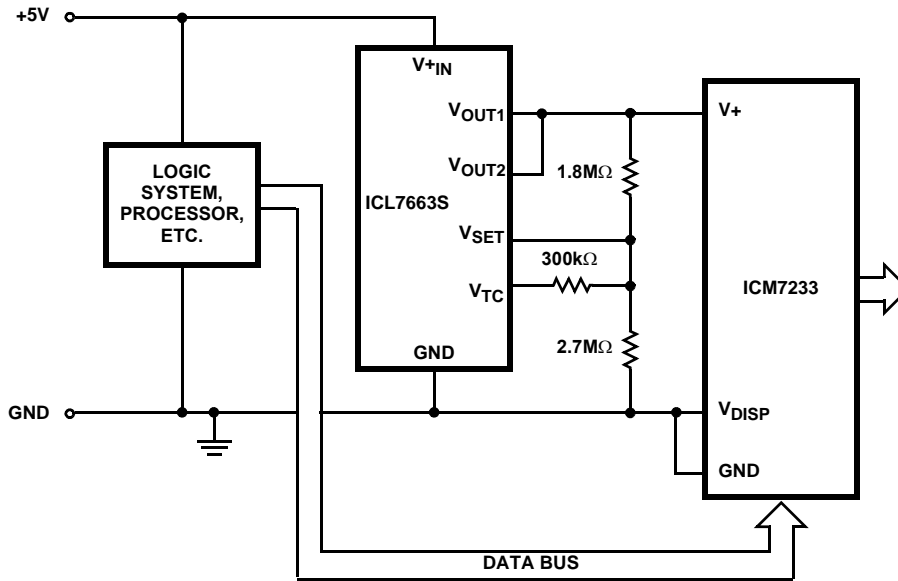 +5V
LOGIC
SYSTEM,
PROCESSOR,
ETC.
GND
V+IN
VOUT1
VOUT2
ICL7663S
VSET
VTC
GND
1.8MΩ
300kΩ
2.7MΩ
V+
ICM7233
VDISP
GND
DATA BUS